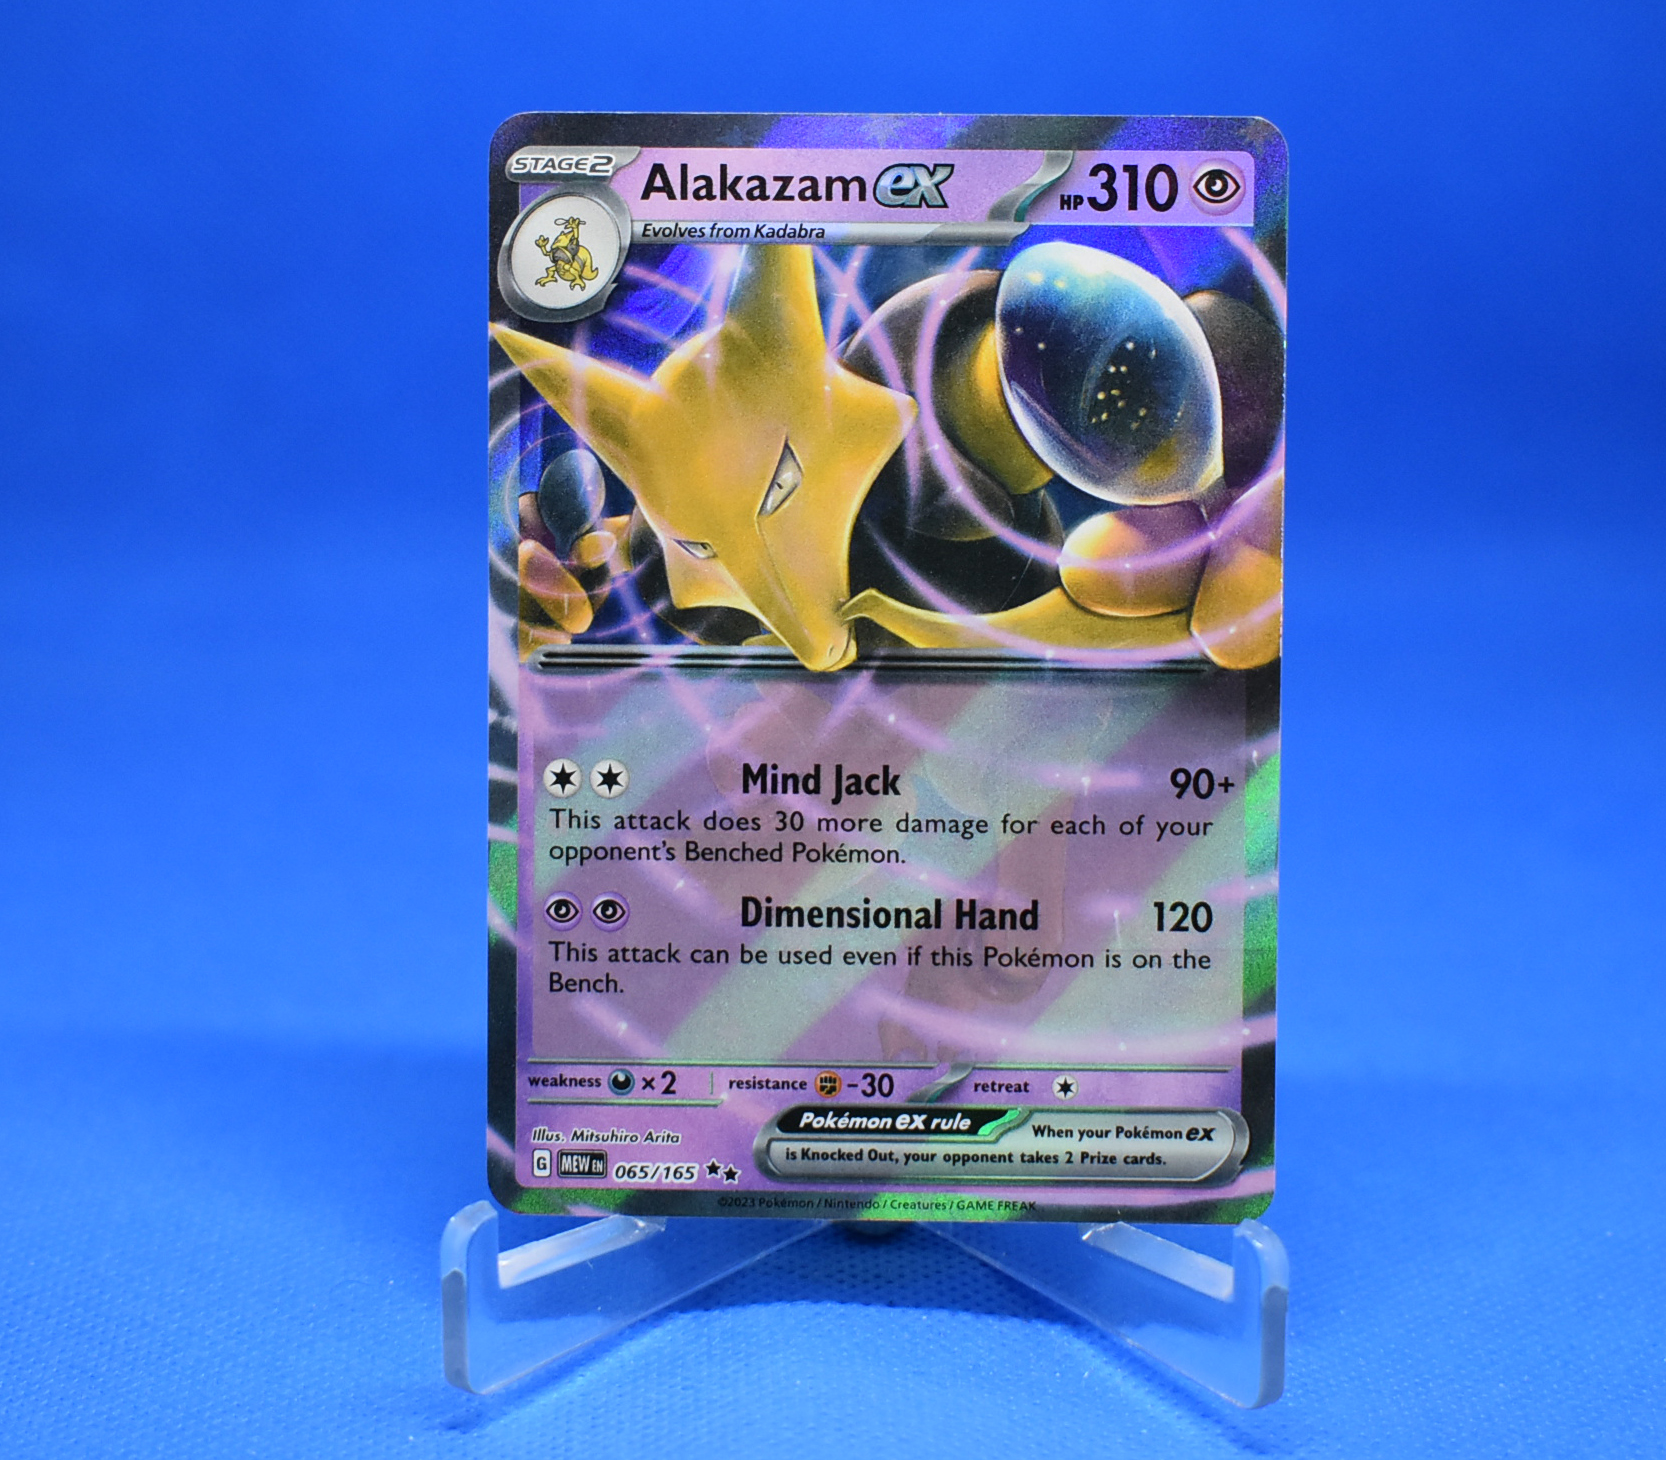 STAGE2
Alakazam ex
HP 310
Evolves from Kadabra
Mind Jack 90+
This attack does 30 more damage for each of your
opponent's Benched Pokémon.
Dimensional Hand 120
This attack can be used even if this Pokémon is on the
Bench.
weakness ×2 resistance -30 retreat
Illus. Mitsuhiro Arita
Pokémon ex rule When your Pokémon ex
is Knocked Out, your opponent takes 2 Prize cards.
G MEW EN 065/165
©2023 Pokémon / Nintendo / Creatures / GAME FREAK